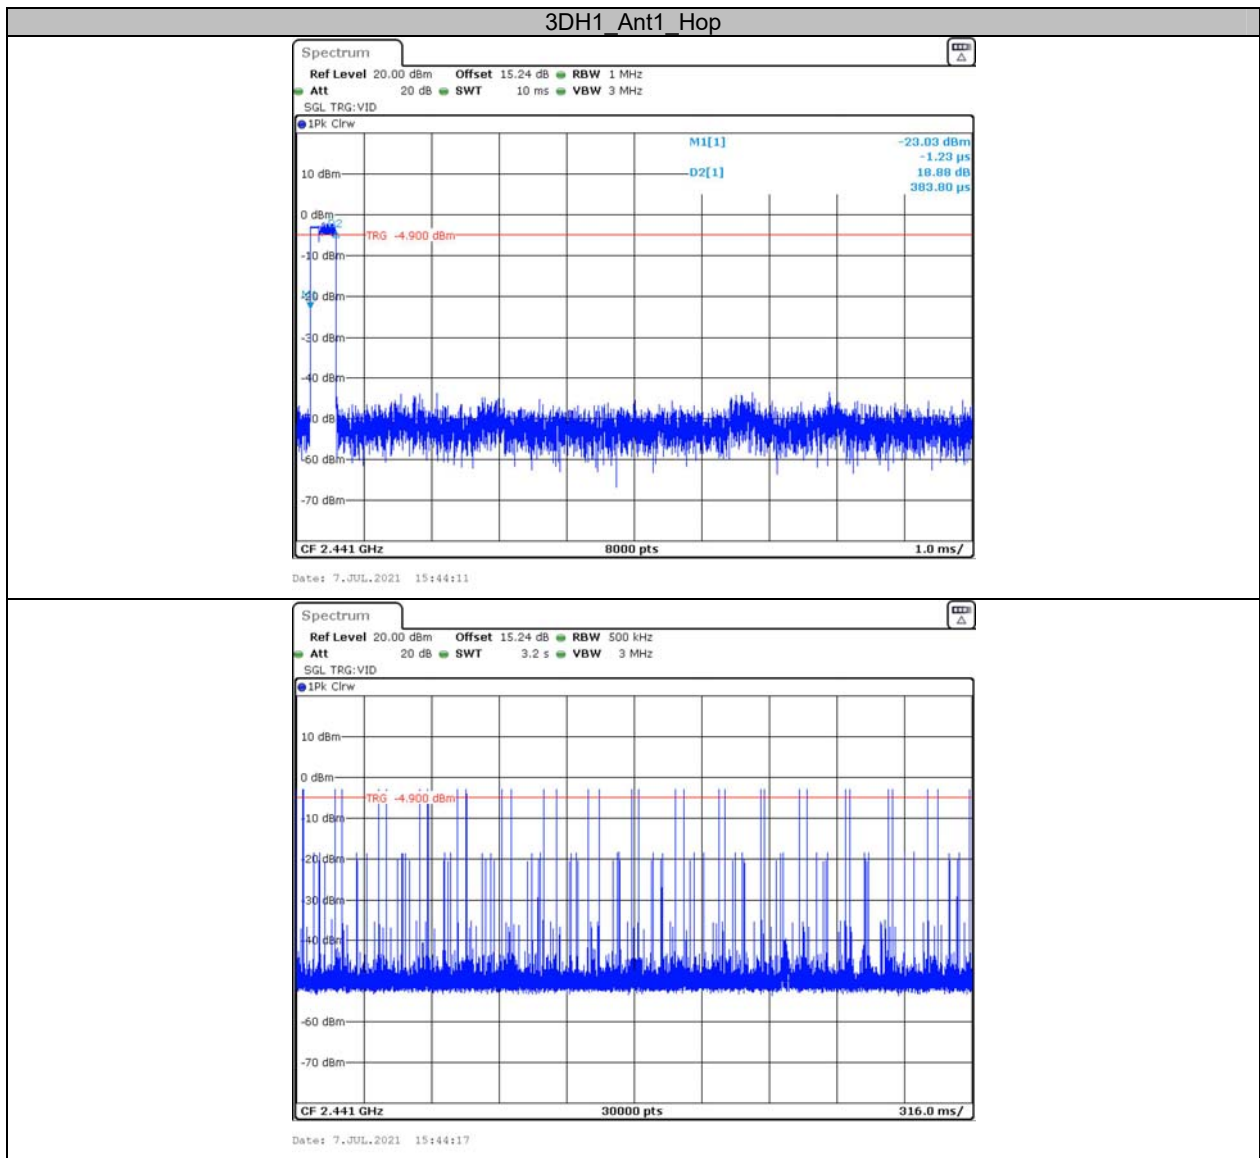 3DH1_Ant1_Hop
Spectrum
Ref Level 20.00 dBm Offset 15.24 dB RBW 1 MHz
Att 20 dB SWT 10 ms VBW 3 MHz
SGL TRG:VID
1Pk Clrw
M1[1] -23.03 dBm
-1.23 µs
10 dBm D2[1] 18.88 dB
383.80 µs
0 dBm
D2
TRG -4.900 dBm
-10 dBm
-20 dBm
-30 dBm
-40 dBm
-60 dBm
-70 dBm
CF 2.441 GHz 8000 pts 1.0 ms/
Date: 7.JUL.2021 15:44:11
Spectrum
Ref Level 20.00 dBm Offset 15.24 dB RBW 500 kHz
Att 20 dB SWT 3.2 s VBW 3 MHz
SGL TRG:VID
1Pk Clrw
10 dBm
0 dBm
TRG -4.900 dBm
-10 dBm
-20 dBm
-30 dBm
-40 dBm
-60 dBm
-70 dBm
CF 2.441 GHz 30000 pts 316.0 ms/
Date: 7.JUL.2021 15:44:17